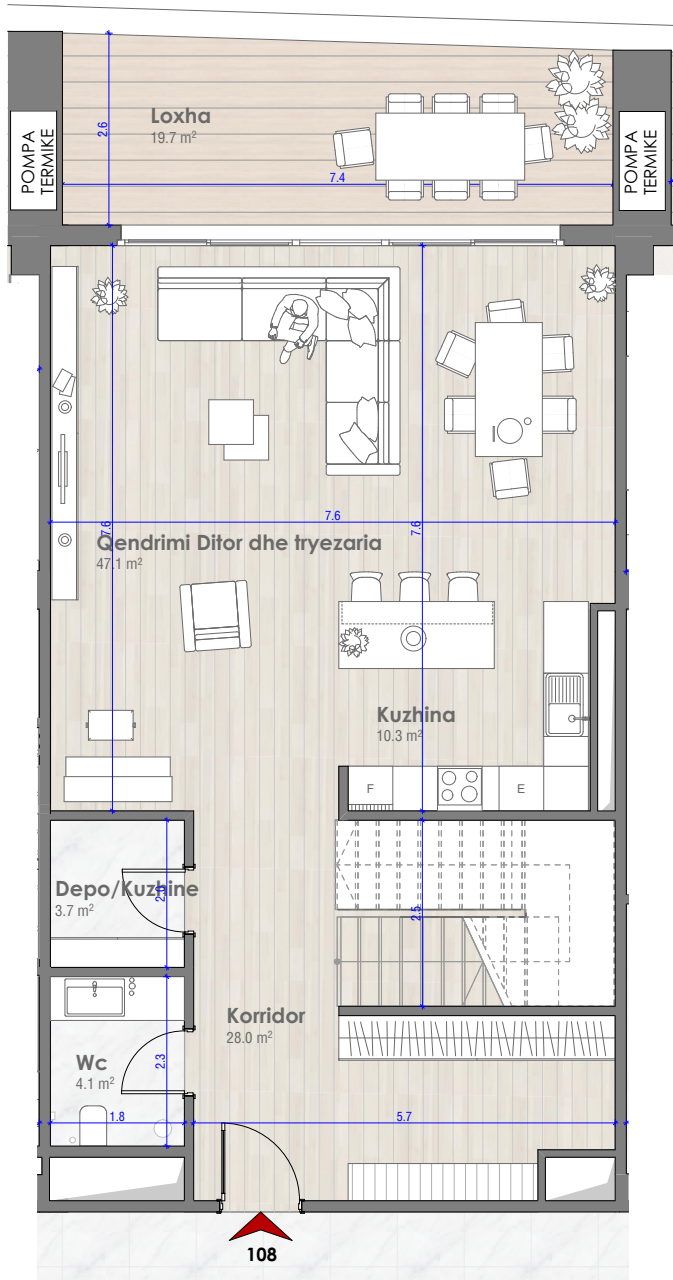 Loxha
19.7 m²
2.6
7.4
POMPA
TERMIKE
POMPA
TERMIKE
7.6
7.6
7.6
Qendrimi Ditor dhe tryezaria
47.1 m²
Kuzhina
10.3 m²
F
E
Depo/Kuzhine
3.7 m²
2.0
2.5
Korridor
28.0 m²
Wc
4.1 m²
2.3
1.8
5.7
108